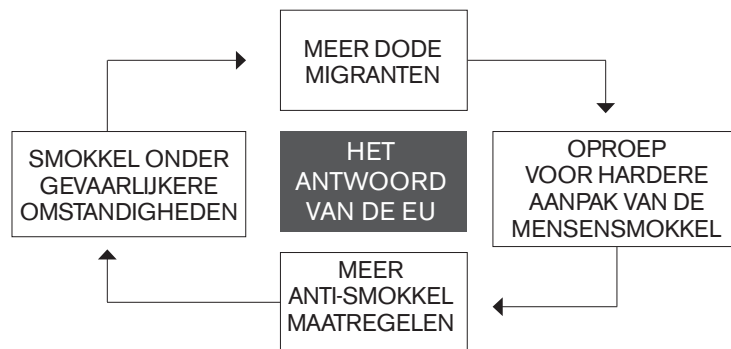 MEER DODE
MIGRANTEN
SMOKKEL ONDER
GEVAARLIJKERE
OMSTANDIGHEDEN
HET
ANTWOORD
VAN DE EU
OPROEP
VOOR HARDERE
AANPAK VAN DE
MENSENSMOKKEL
MEER
ANTI-SMOKKEL
MAATREGELEN